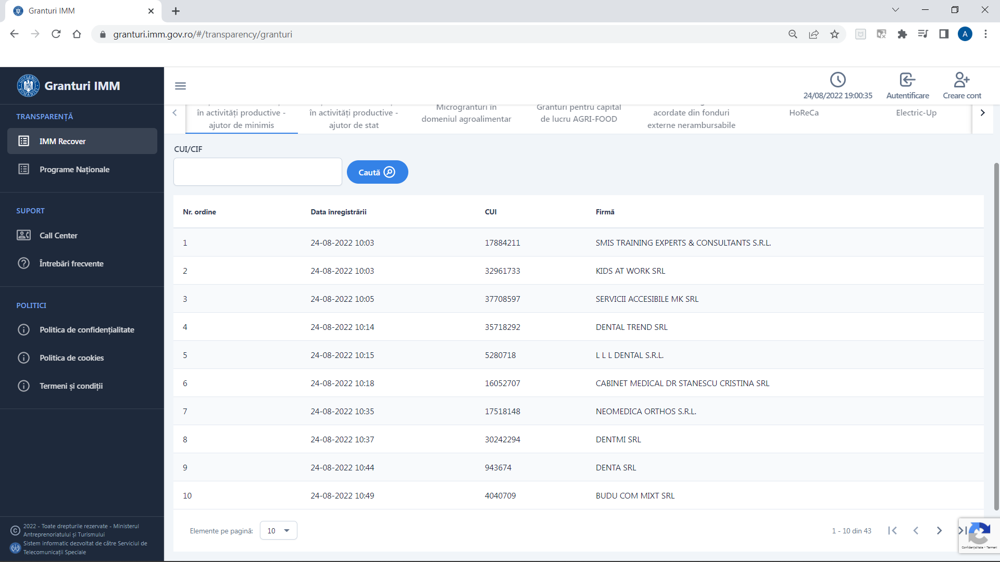 Granturi IMM
granturi.imm.gov.ro/#/transparency/granturi
A
Granturi IMM
24/08/2022 19:00:35
Autentificare
Creare cont
TRANSPARENȚĂ
IMM Recover
Programe Naționale
SUPORT
Call Center
Întrebări frecvente
POLITICI
Politica de confidențialitate
Politica de cookies
Termeni și condiții
2022 - Toate drepturile rezervate - Ministerul
Antreprenoriatului și Turismului
Sistem informatic dezvoltat de către Serviciul de
Telecomunicații Speciale
în activități productive -
ajutor de minimis
în activități productive -
ajutor de stat
Microgranturi în
domeniul agroalimentar
Granturi pentru capital
de lucru AGRI-FOOD
acordate din fonduri
externe nerambursabile
HoReCa
Electric-Up
CUI/CIF
Caută
Nr. ordine Data înregistrării CUI Firmă
1 24-08-2022 10:03 17884211 SMIS TRAINING EXPERTS & CONSULTANTS S.R.L.
2 24-08-2022 10:03 32961733 KIDS AT WORK SRL
3 24-08-2022 10:05 37708597 SERVICII ACCESIBILE MK SRL
4 24-08-2022 10:14 35718292 DENTAL TREND SRL
5 24-08-2022 10:15 5280718 L L L DENTAL S.R.L.
6 24-08-2022 10:18 16052707 CABINET MEDICAL DR STANESCU CRISTINA SRL
7 24-08-2022 10:35 17518148 NEOMEDICA ORTHOS S.R.L.
8 24-08-2022 10:37 30242294 DENTMI SRL
9 24-08-2022 10:44 943674 DENTA SRL
10 24-08-2022 10:49 4040709 BUDU COM MIXT SRL
Elemente pe pagină: 10
1 - 10 din 43
Confidențialitate - Termeni